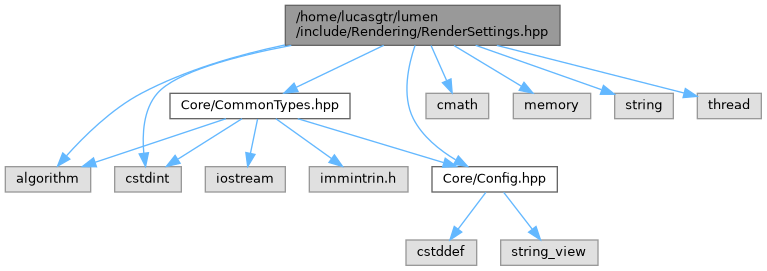 /home/lucasgtr/lumen
/include/Rendering/RenderSettings.hpp
Core/CommonTypes.hpp
cmath
memory
string
thread
algorithm
cstdint
iostream
immintrin.h
Core/Config.hpp
cstddef
string_view